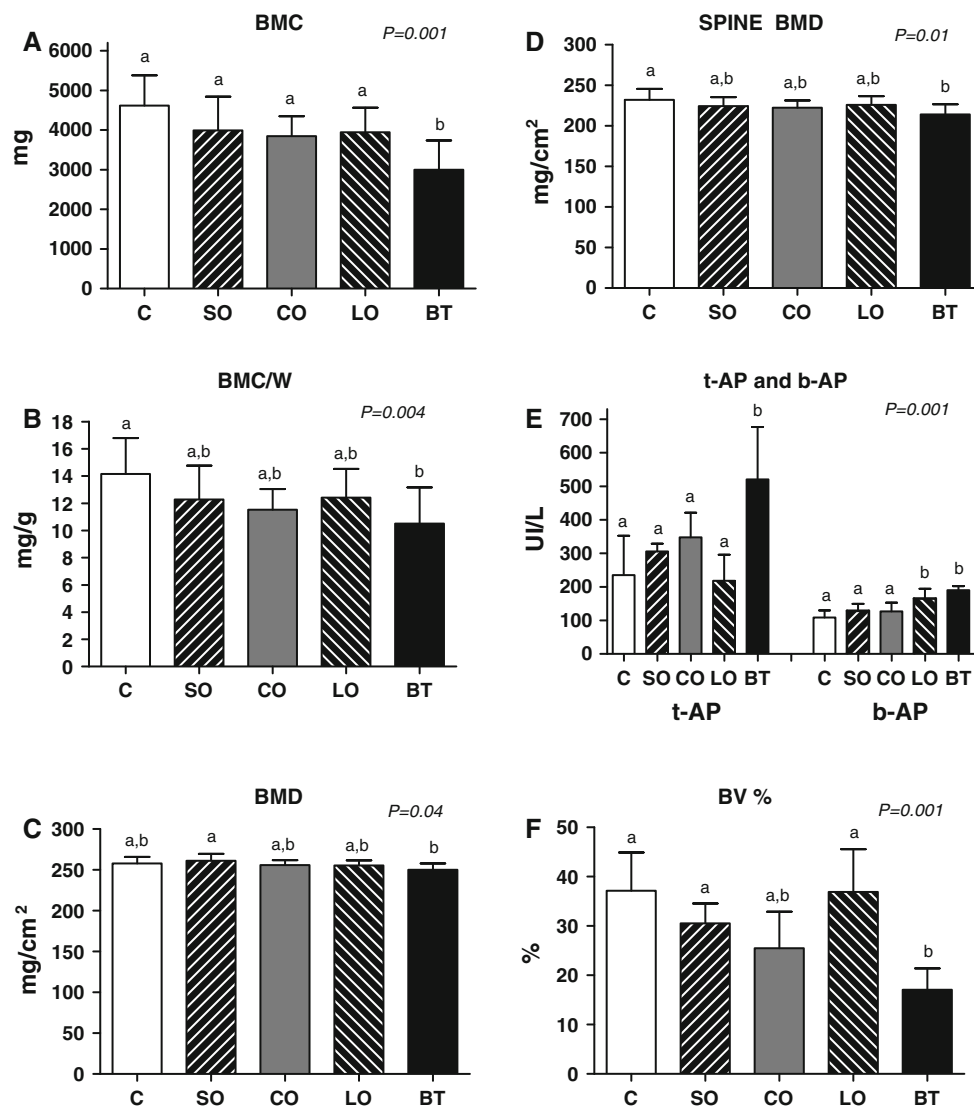 A
BMC
P=0.001
6000
5000
4000
3000
2000
1000
0
mg
a
a
a
a
b
C SO CO LO BT
B
BMC/W
P=0.004
18
16
14
12
10
8
6
4
2
0
mg/g
a
a,b
a,b
a,b
b
C SO CO LO BT
C
BMD
P=0.04
300
250
200
150
100
50
0
mg/cm²
a,b
a
a,b
a,b
b
C SO CO LO BT
D
SPINE BMD
P=0.01
300
250
200
150
100
50
0
mg/cm²
a
a,b
a,b
a,b
b
C SO CO LO BT
E
t-AP and b-AP
P=0.001
700
600
500
400
300
200
100
0
UI/L
a
a
a
a
b
a
a
a
b
b
C SO CO LO BT C SO CO LO BT
t-AP b-AP
F
BV %
P=0.001
50
40
30
20
10
0
%
a
a
a,b
a
b
C SO CO LO BT